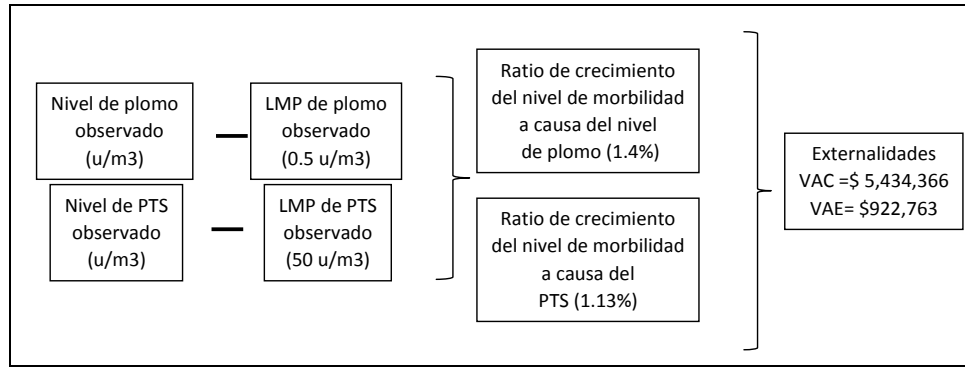 Nivel de plomo
observado
(u/m3)
LMP de plomo
observado
(0.5 u/m3)
Nivel de PTS
observado
(u/m3)
LMP de PTS
observado
(50 u/m3)
Ratio de crecimiento
del nivel de morbilidad
a causa del nivel
de plomo (1.4%)
Ratio de crecimiento
del nivel de morbilidad
a causa del
PTS (1.13%)
Externalidades
VAC =$ 5,434,366
VAE= $922,763